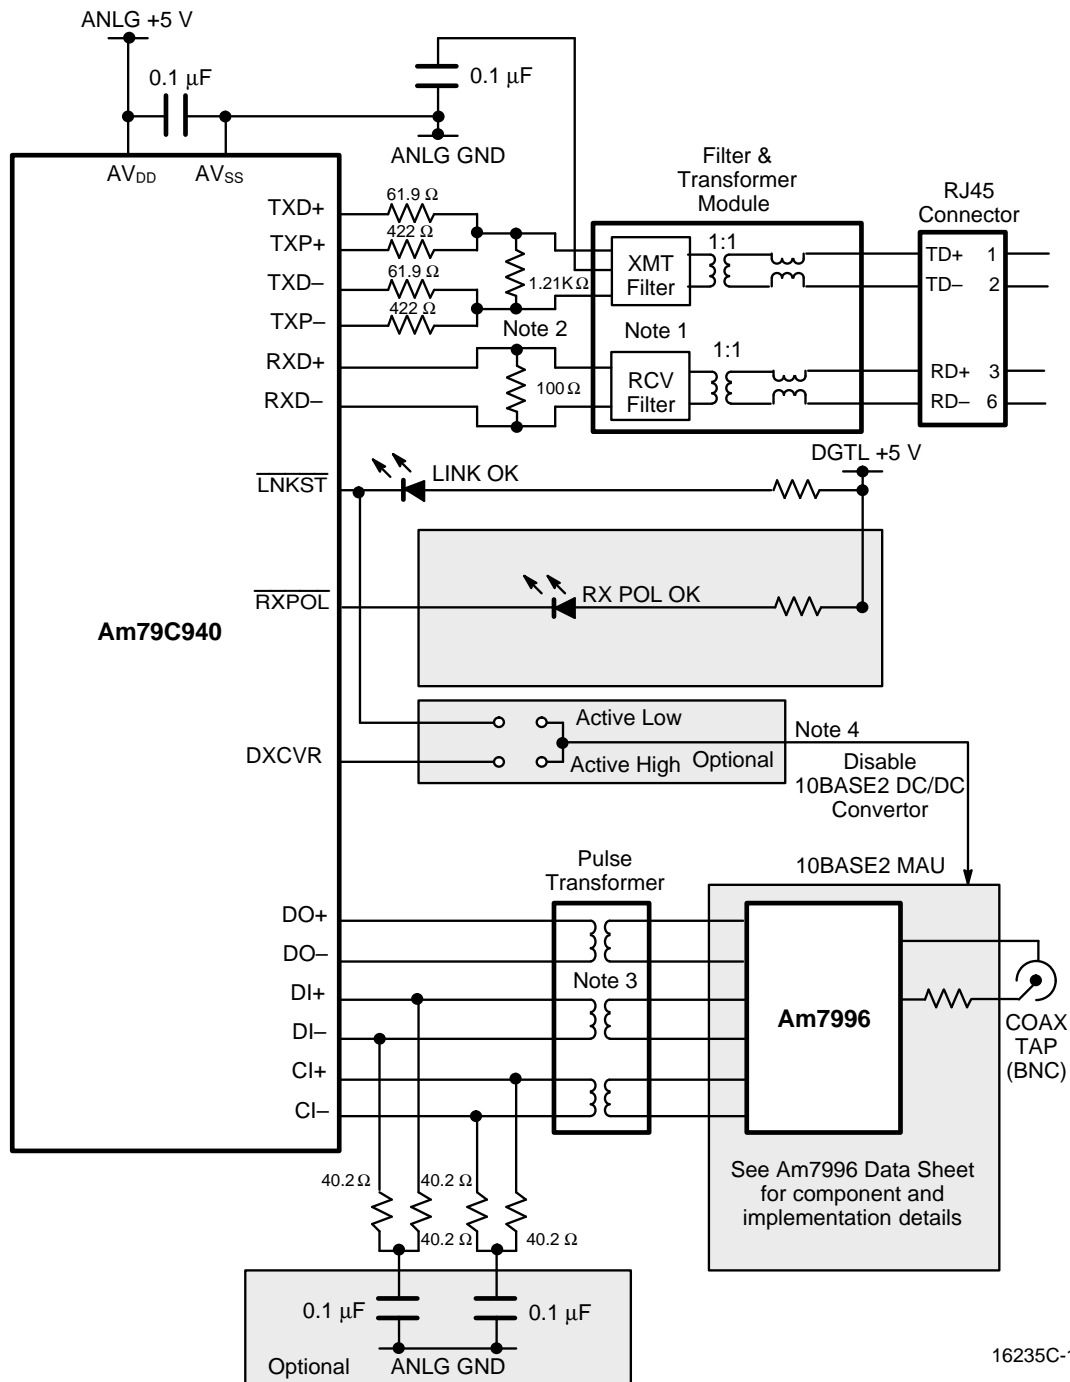 ANLG +5 V
0.1 µF
0.1 µF
ANLG GND
AVDD
AVSS
Filter &
Transformer
Module
RJ45
Connector
TXD+
61.9 Ω
TXP+
422 Ω
TXD–
61.9 Ω
TXP–
422 Ω
1.21K Ω
XMT
Filter
1:1
TD+ 1
TD– 2
Note 2
Note 1
RXD+
RXD–
100 Ω
RCV
Filter
1:1
RD+ 3
RD– 6
DGTL +5 V
LNKST
LINK OK
RXPOL
RX POL OK
Am79C940
DXCVR
Active Low
Active High
Optional
Note 4
Disable
10BASE2 DC/DC
Convertor
Pulse
Transformer
10BASE2 MAU
DO+
DO–
DI+
DI–
CI+
CI–
Note 3
Am7996
COAX
TAP
(BNC)
See Am7996 Data Sheet
for component and
implementation details
40.2 Ω
40.2 Ω
40.2 Ω
40.2 Ω
0.1 µF
0.1 µF
Optional
ANLG GND